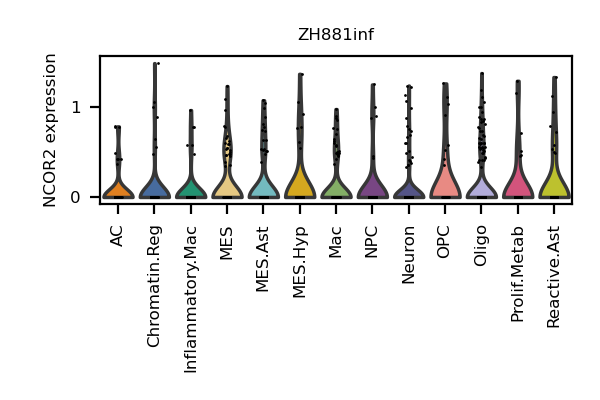 ZH881inf
NCOR2 expression
1
0
AC
Chromatin.Reg
Inflammatory.Mac
MES
MES.Ast
MES.Hyp
Mac
NPC
Neuron
OPC
Oligo
Prolif.Metab
Reactive.Ast